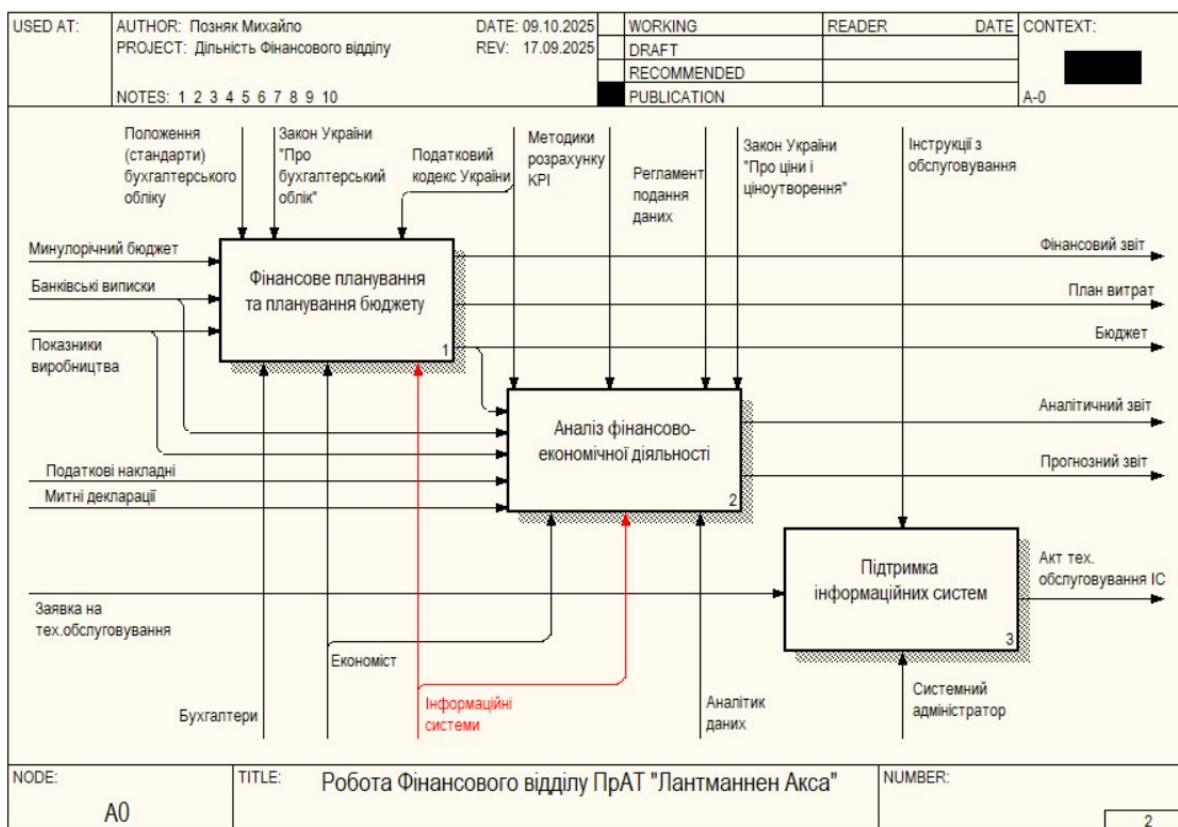 USED AT:
AUTHOR: Позняк Михайло
DATE: 09.10.2025
PROJECT: Дільність Фінансового відділу
REV: 17.09.2025
NOTES: 1 2 3 4 5 6 7 8 9 10
WORKING
DRAFT
RECOMMENDED
PUBLICATION
READER
DATE
CONTEXT:
A-0
Положення
(стандарти)
бухгалтерського
обліку
Закон України
"Про
бухгалтерський
облік"
Податковий
кодекс України
Методики
розрахунку
KPI
Регламент
подання
даних
Закон України
"Про ціни і
ціноутворення"
Інструкції з
обслуговування
Минулорічний бюджет
Банківські виписки
Показники
виробництва
Фінансове планування
та планування бюджету
1
Фінансовий звіт
План витрат
Бюджет
Податкові накладні
Митні декларації
Аналіз фінансово-
економічної діяльності
2
Аналітичний звіт
Прогнозний звіт
Заявка на
тех.обслуговування
Підтримка
інформаційних систем
3
Акт тех.
обслуговування ІС
Бухгалтери
Економіст
Інформаційні
системи
Аналітик
даних
Системний
адміністратор
NODE:
A0
TITLE:
Робота Фінансового відділу ПрАТ "Лантманнен Акса"
NUMBER:
2